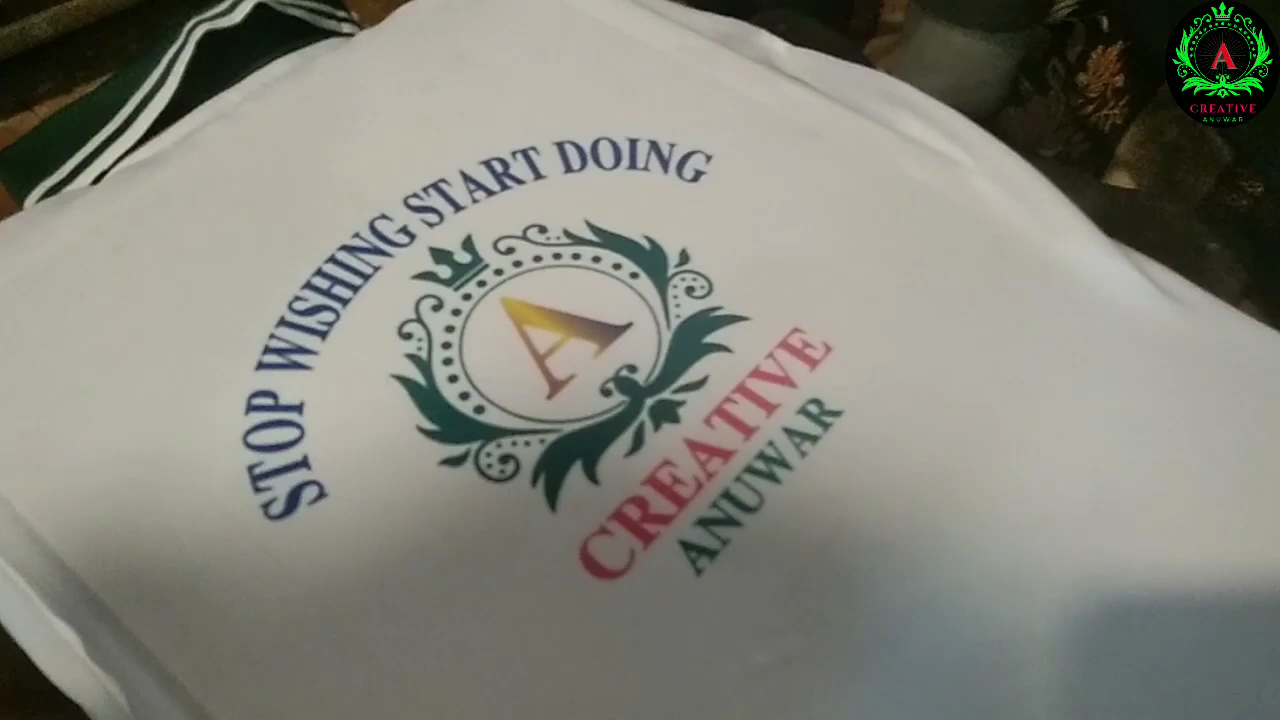 STOP WISHING START DOING
A
CREATIVE
ANUWAR
A
CREATIVE
ANUWAR